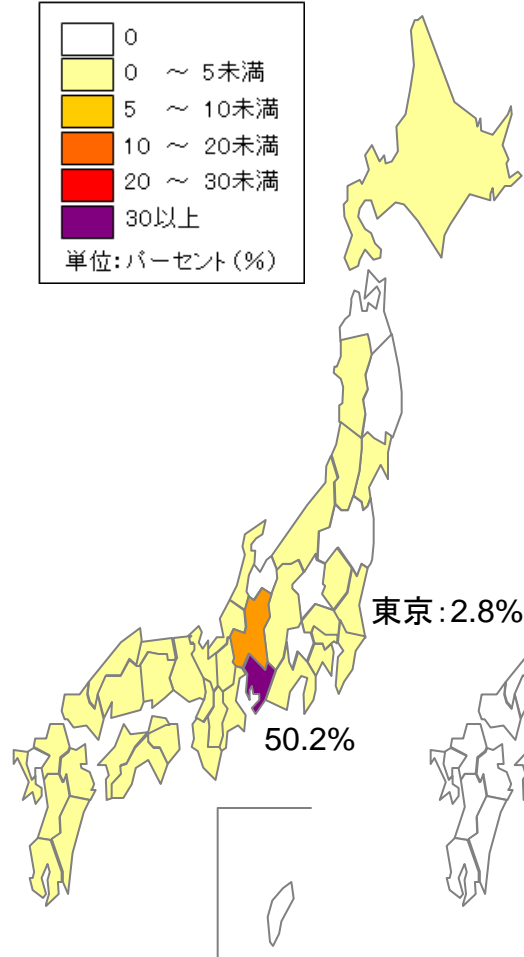 0
0 ～ 5未満
5 ～ 10未満
10 ～ 20未満
20 ～ 30未満
30以上
単位:パーセント(%)
東京:2.8%
50.2%